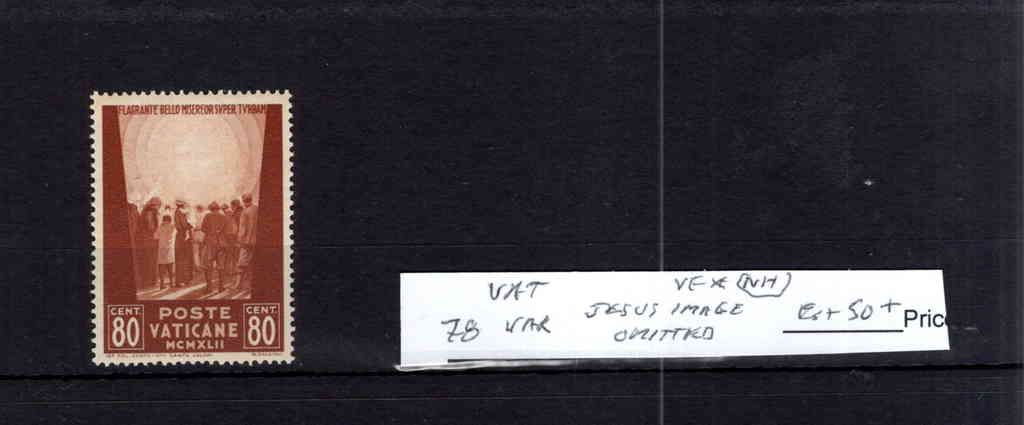 FLAGRANTE BELLO MISEREOR SVPER TVRBAM
CENT. 80
POSTE
VATICANE
MCMXLII
CENT. 80
VAT
VF * (NH)
78 VAR
JESUS IMAGE
OMITTED
50 +
Pric